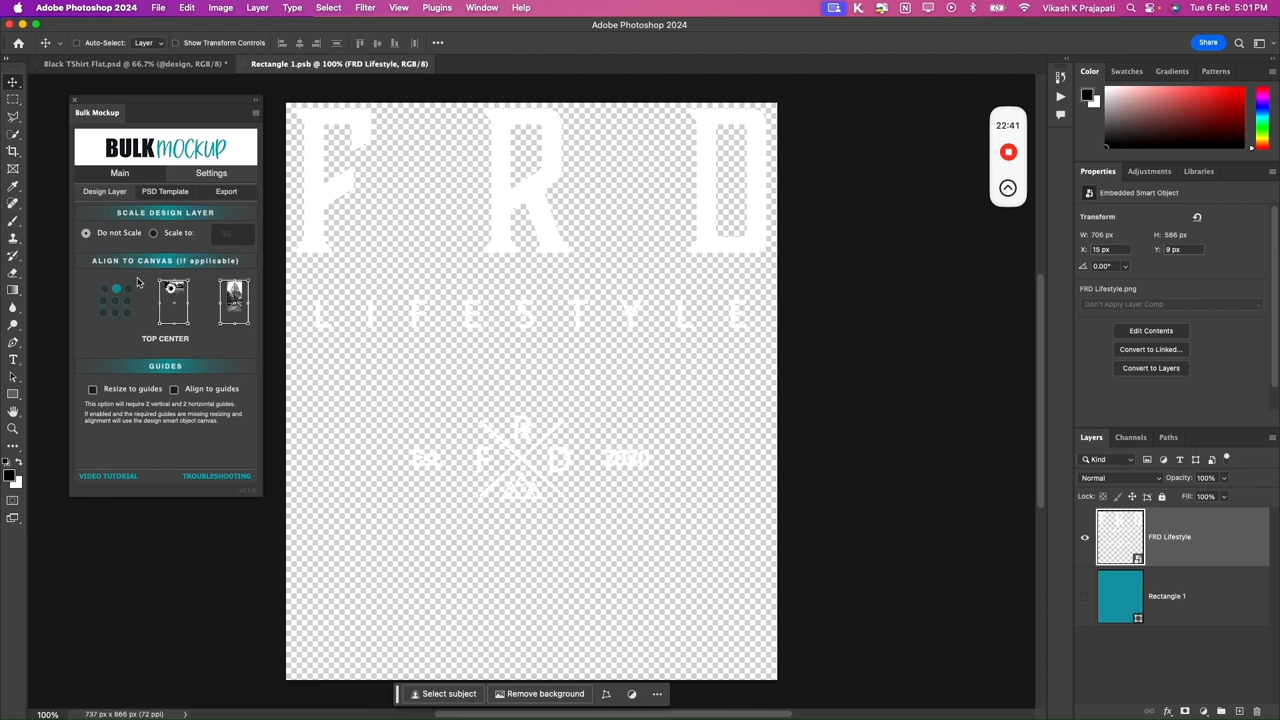 Adobe Photoshop 2024 File Edit Image Layer Type Select Filter View Plugins Window Help Vikash K Prajapati Tue 6 Feb 5:01 PM
Adobe Photoshop 2024
Auto-Select: Layer Show Transform Controls Share
Black TShirt Flat.psd @ 66.7% (@design, RGB/8) * Rectangle 1.psb @ 100% (FRD Lifestyle, RGB/8)
Bulk Mockup
BULK MOCKUP
Main Settings
Design Layer PSD Template Export
SCALE DESIGN LAYER
Do not Scale Scale to:
ALIGN TO CANVAS (if applicable)
TOP CENTER
GUIDES
Resize to guides Align to guides
This option will require 2 vertical and 2 horizontal guides.
If enabled and the required guides are missing resizing and
alignment will use the design smart object canvas.
VIDEO TUTORIAL TROUBLESHOOTING
F R D
L I F E S T Y L E
22:41
Color Swatches Gradients Patterns
Properties Adjustments Libraries
Embedded Smart Object
Transform
W: 706 px H: 586 px
X: 15 px Y: 9 px
0.00°
FRD Lifestyle.png
Don't Apply Layer Comp
Edit Contents
Convert to Linked...
Convert to Layers
Layers Channels Paths
Kind
Normal Opacity: 100%
Lock: Fill: 100%
FRD Lifestyle
Rectangle 1
Select subject Remove background
100% 737 px x 866 px (72 ppi)